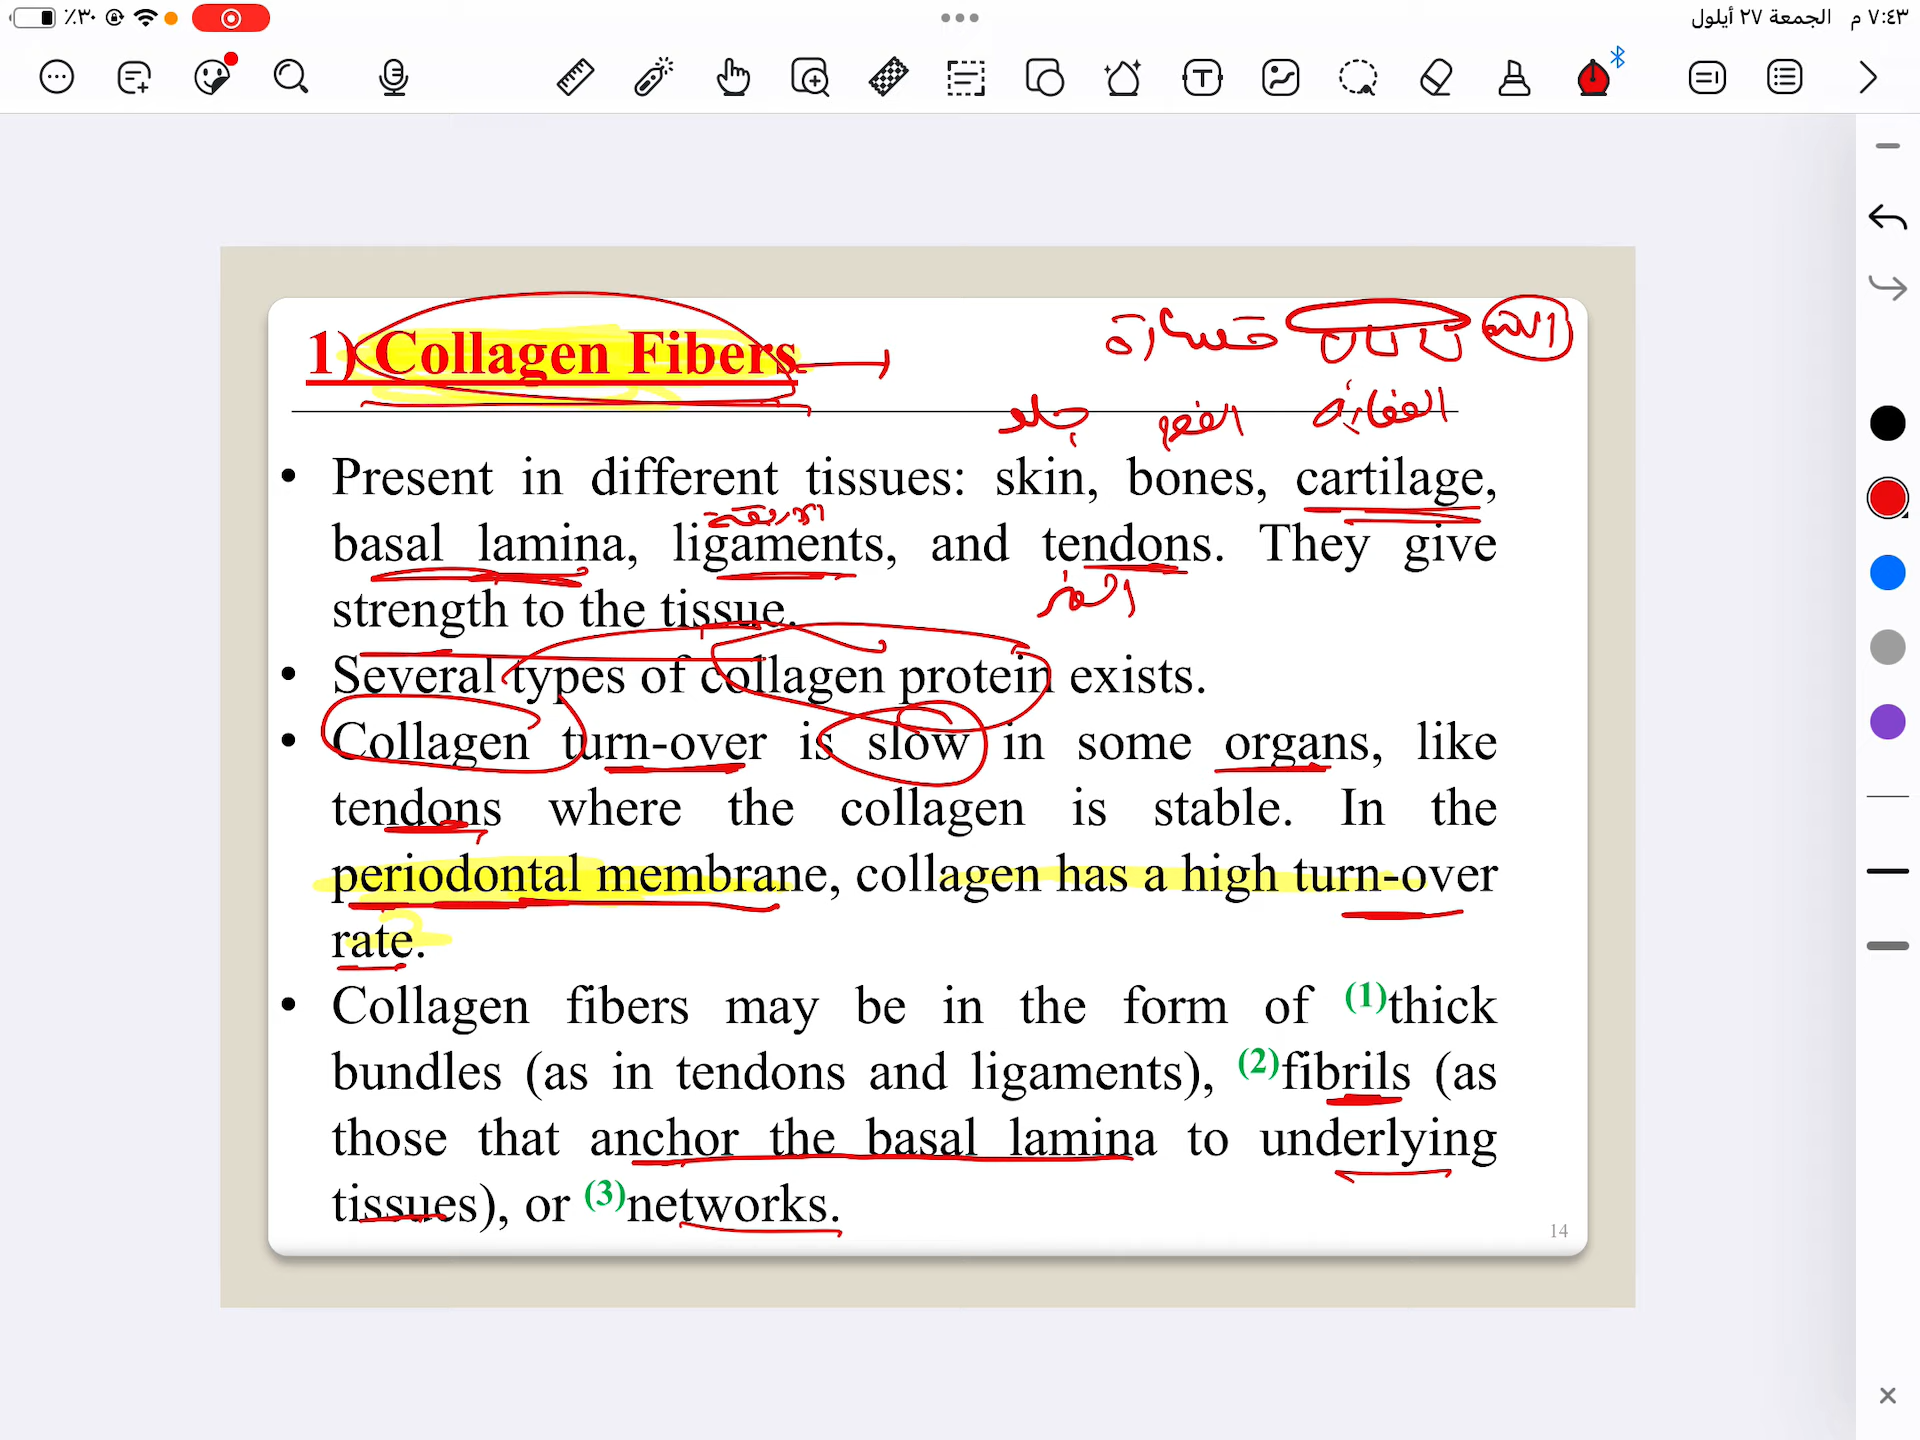 ٪٣٠
٧:٤٣ م الجمعة ٢٧ أيلول
1) Collagen Fibers
جلد
• Present in different tissues: skin, bones, cartilage,
basal lamina, ligaments, and tendons. They give
strength to the tissue.
• Several types of collagen protein exists.
• Collagen turn-over is slow in some organs, like
tendons where the collagen is stable. In the
periodontal membrane, collagen has a high turn-over
rate.
• Collagen fibers may be in the form of (1)thick
bundles (as in tendons and ligaments), (2)fibrils (as
those that anchor the basal lamina to underlying
tissues), or (3)networks.
14